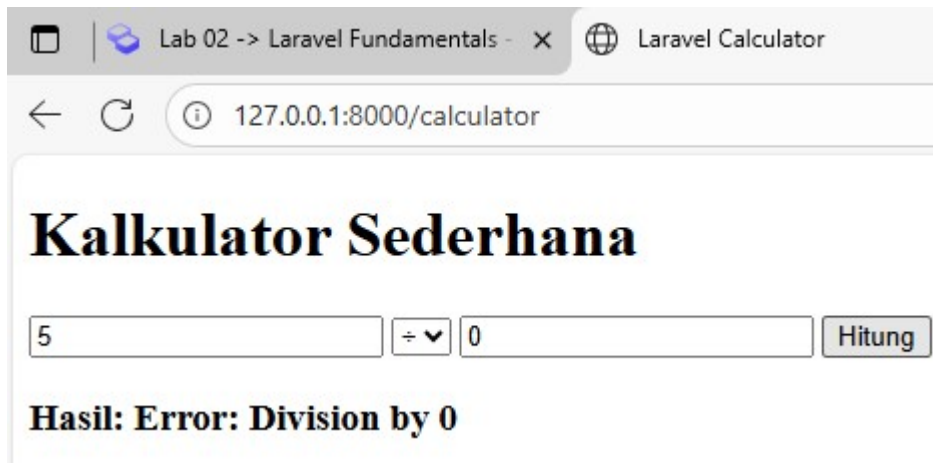 Lab 02 -> Laravel Fundamentals - Laravel Calculator
127.0.0.1:8000/calculator
Kalkulator Sederhana
5 ÷ 0 Hitung
Hasil: Error: Division by 0